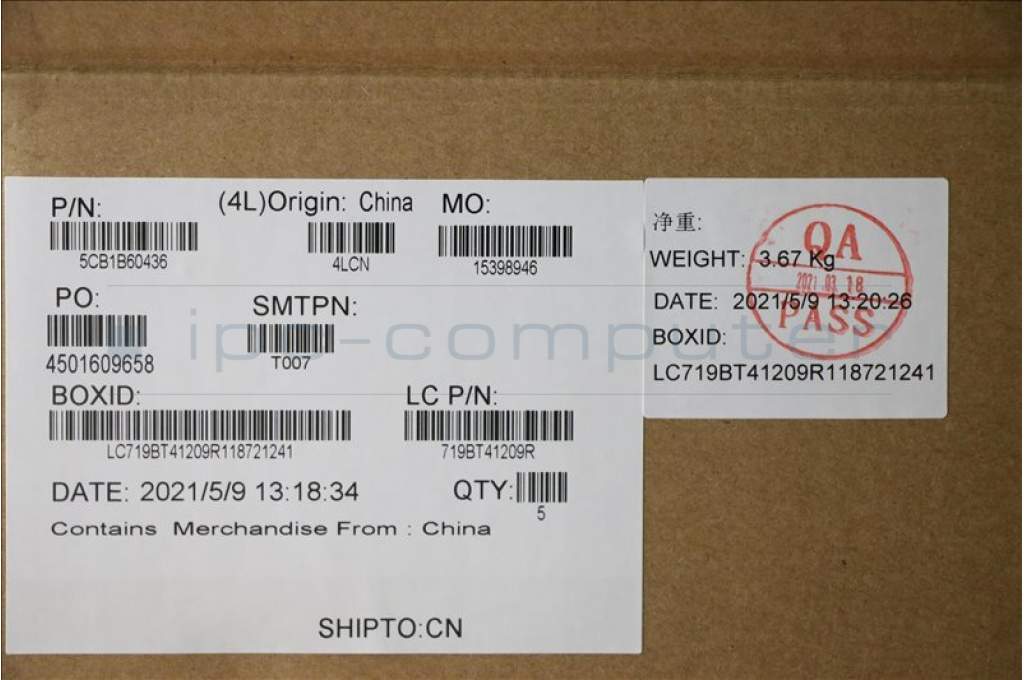 P/N: (4L)Origin: China MO:
5CB1B60436 4LCN 15398946
PO: SMTPN:
4501609658 T007
BOXID: LC P/N:
LC719BT41209R118721241 719BT41209R
DATE: 2021/5/9 13:18:34 QTY:
5
Contains Merchandise From : China
SHIPTO:CN
净重:
WEIGHT: 3.67 Kg
DATE: 2021/5/9 13:20:26
BOXID:
LC719BT41209R118721241
QA
2021.03.18
PASS
ipc-computer